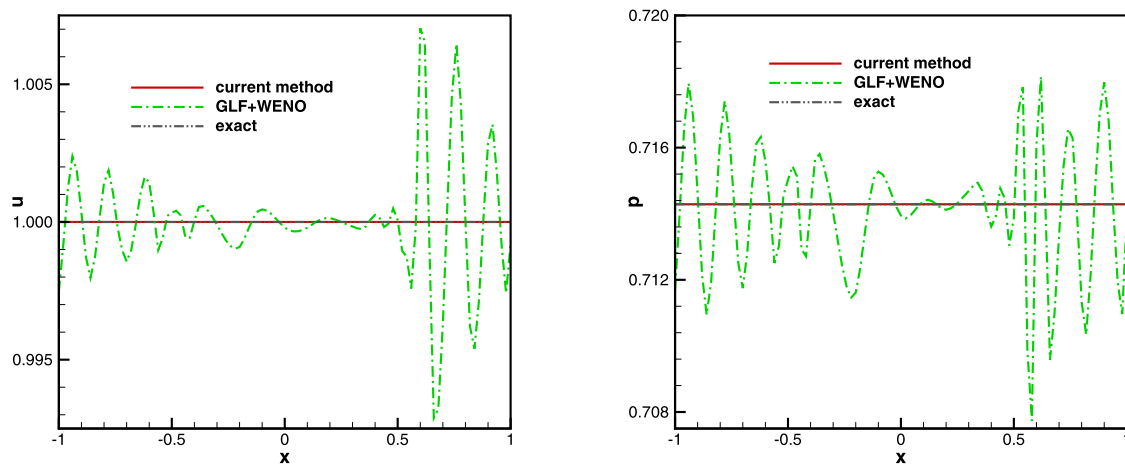 1.005
1.000
0.995
u
current method
GLF+WENO
exact
-1
-0.5
0
0.5
1
x
0.720
0.716
0.712
0.708
p
current method
GLF+WENO
exact
-1
-0.5
0
0.5
1
x